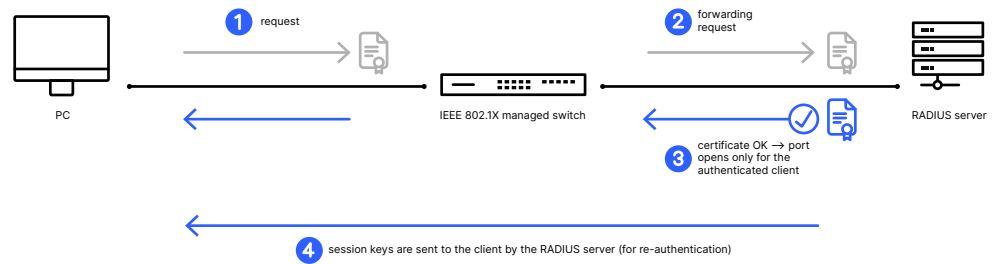 1
request
2
forwarding
request
PC
IEEE 802.1X managed switch
RADIUS server
3
certificate OK → port
opens only for the
authenticated client
4
session keys are sent to the client by the RADIUS server (for re-authentication)